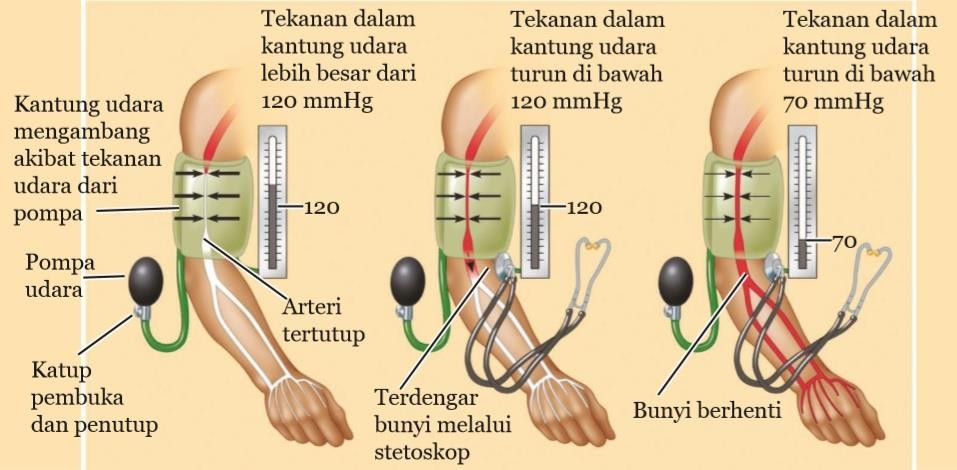 Tekanan dalam
kantung udara
lebih besar dari
120 mmHg
Tekanan dalam
kantung udara
turun di bawah
120 mmHg
Tekanan dalam
kantung udara
turun di bawah
70 mmHg
Kantung udara
mengambang
akibat tekanan
udara dari
pompa
120
120
70
Pompa
udara
Arteri
tertutup
Katup
pembuka
dan penutup
Terdengar
bunyi melalui
stetoskop
Bunyi berhenti